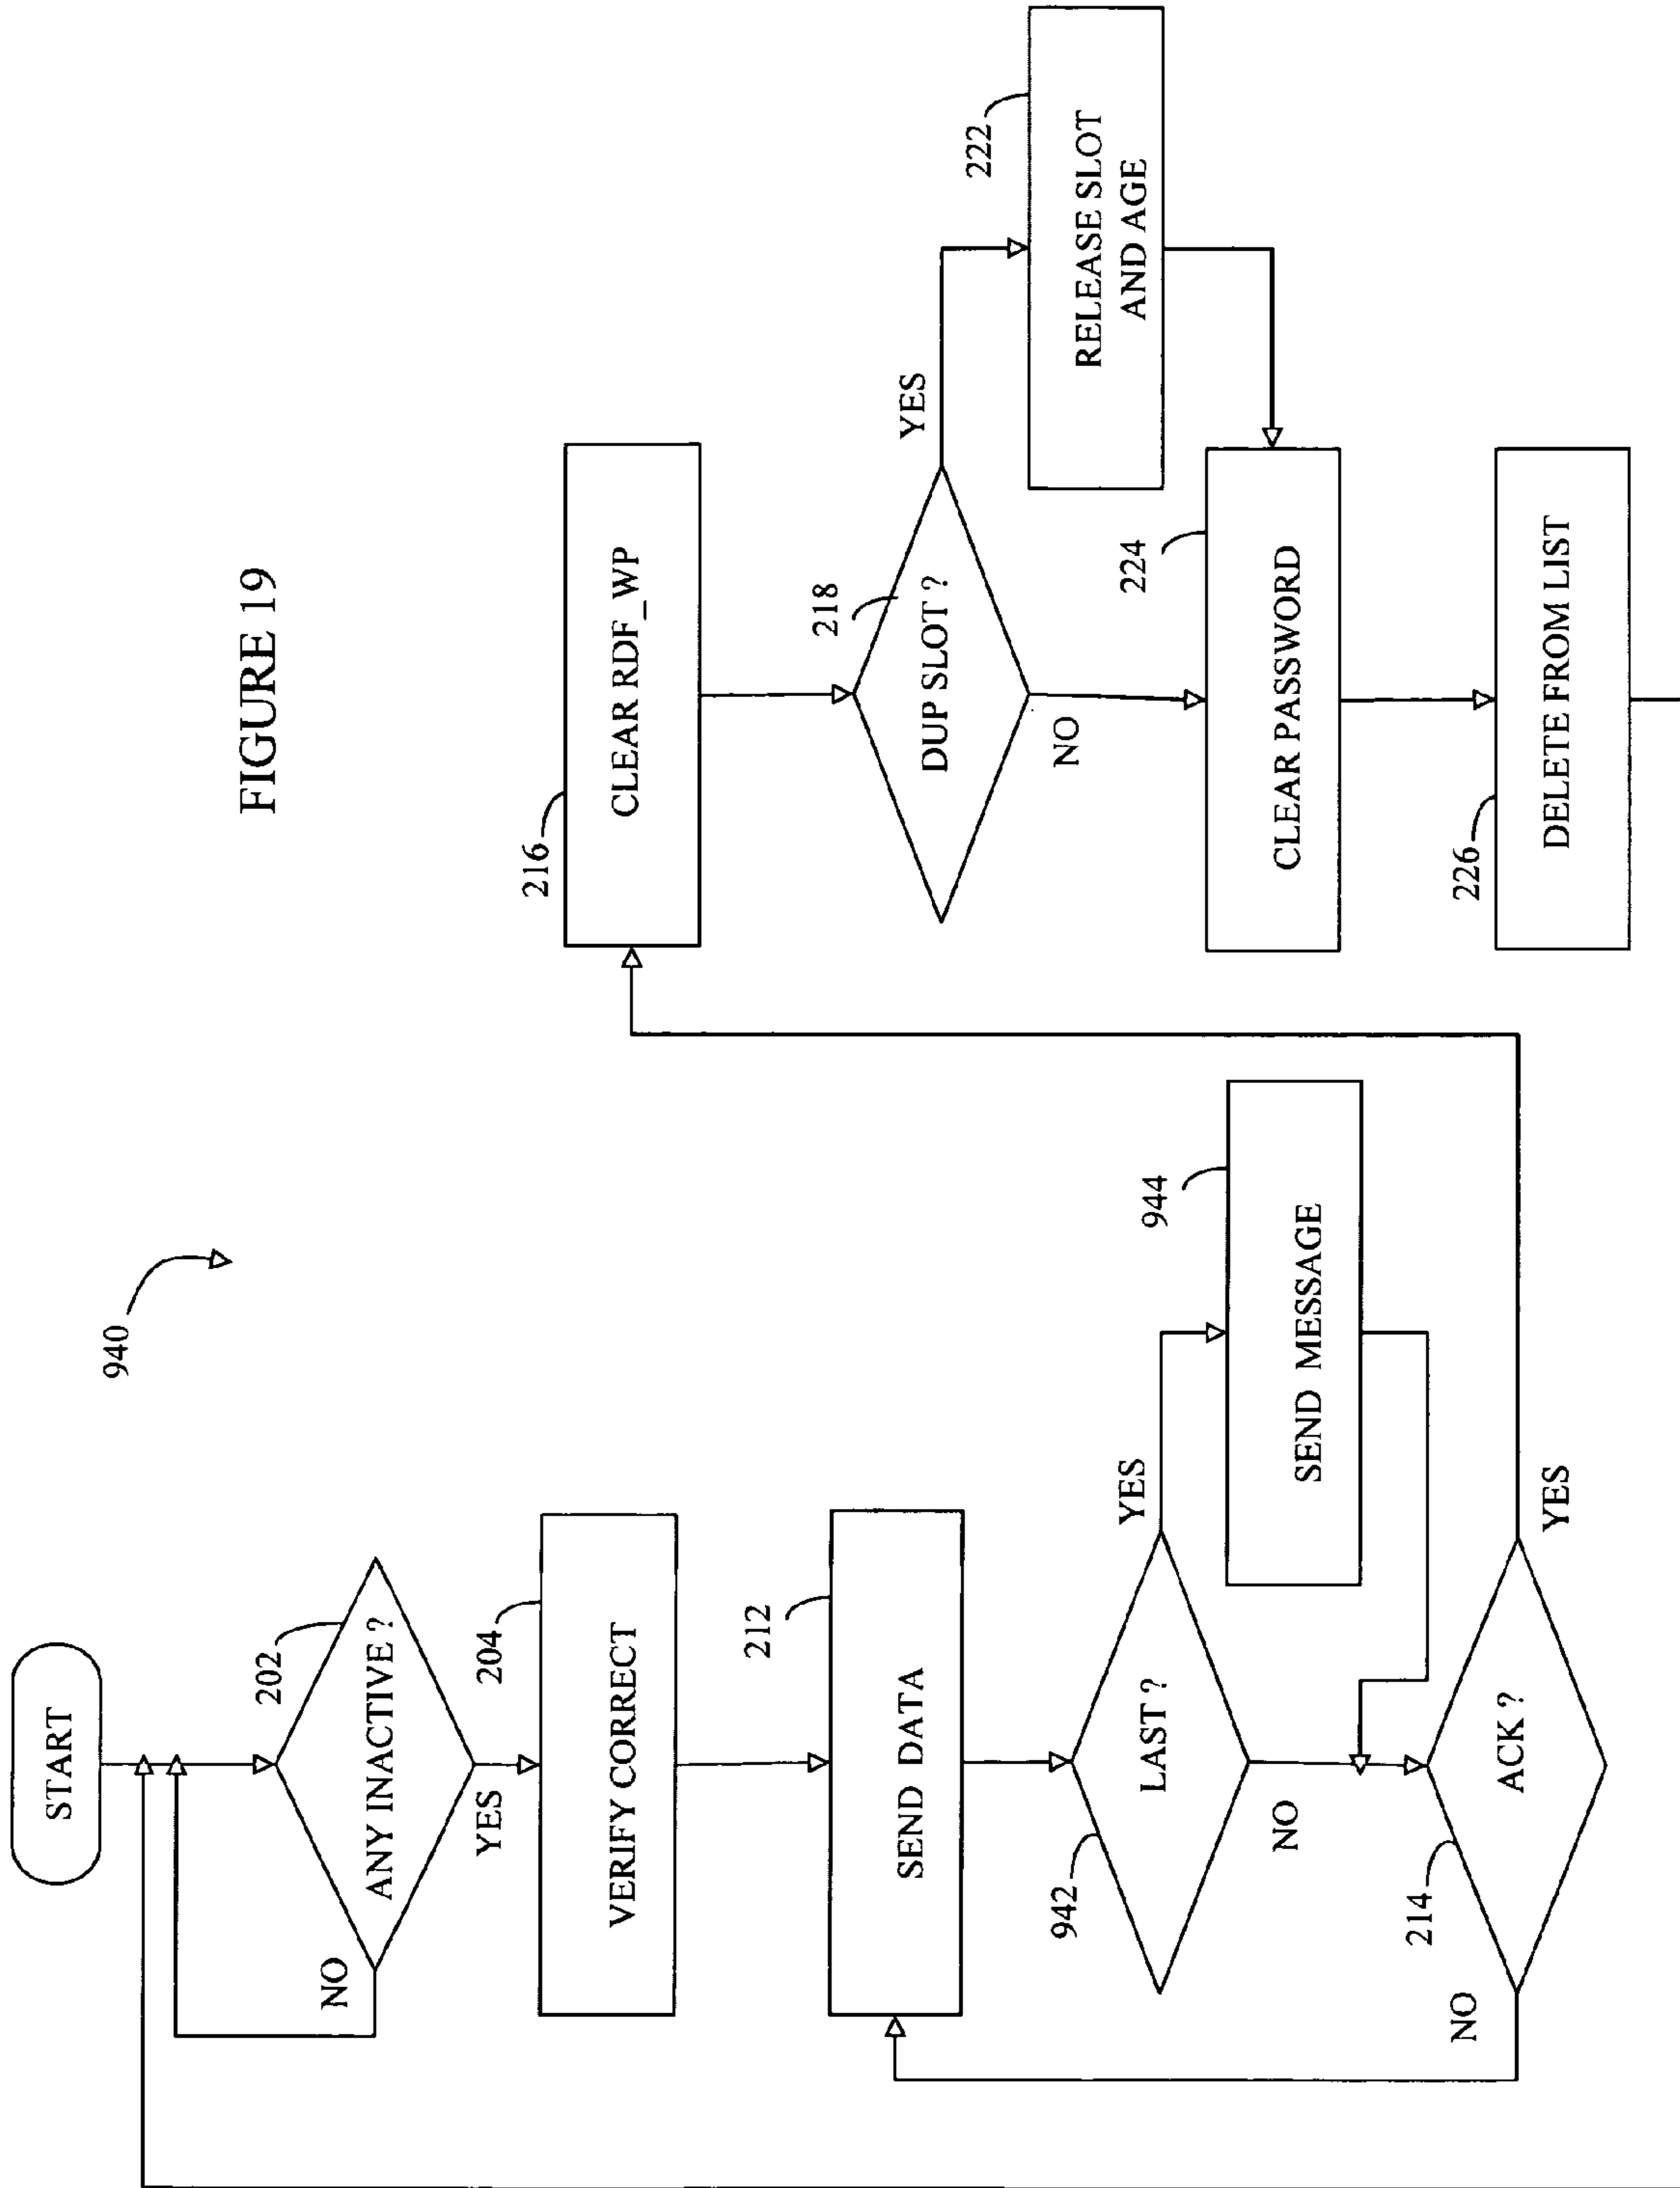 FIGURE 19
940
START
202
ANY INACTIVE ?
NO
YES
204
VERIFY CORRECT
212
SEND DATA
942
LAST ?
YES
NO
944
SEND MESSAGE
214
ACK ?
NO
YES
216
CLEAR RDF_WP
218
DUP SLOT ?
YES
NO
222
RELEASE SLOT
AND AGE
224
CLEAR PASSWORD
226
DELETE FROM LIST